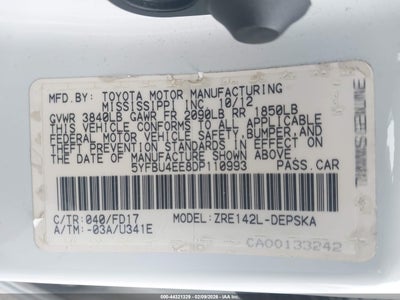 MFD.BY: TOYOTA MOTOR MANUFACTURING
MISSISSIPPI INC 10/12
GVWR 3840LB GAWR FR 2090LB RR 1850LB
THIS VEHICLE CONFORMS TO ALL APPLICABLE
FEDERAL MOTOR VEHICLE SAFETY, BUMPER, AND
THEFT PREVENTION STANDARDS IN EFFECT ON
THE DATE OF MANUFACTURE SHOWN ABOVE.
5YFBU4EE8DP110993 PASS.CAR
C/TR: 040/FD17 MODEL: ZRE142L-DEPSKA
A/TM: -03A/U341E
CA00133242
600-44331329 - 02/09/2026 - IAA